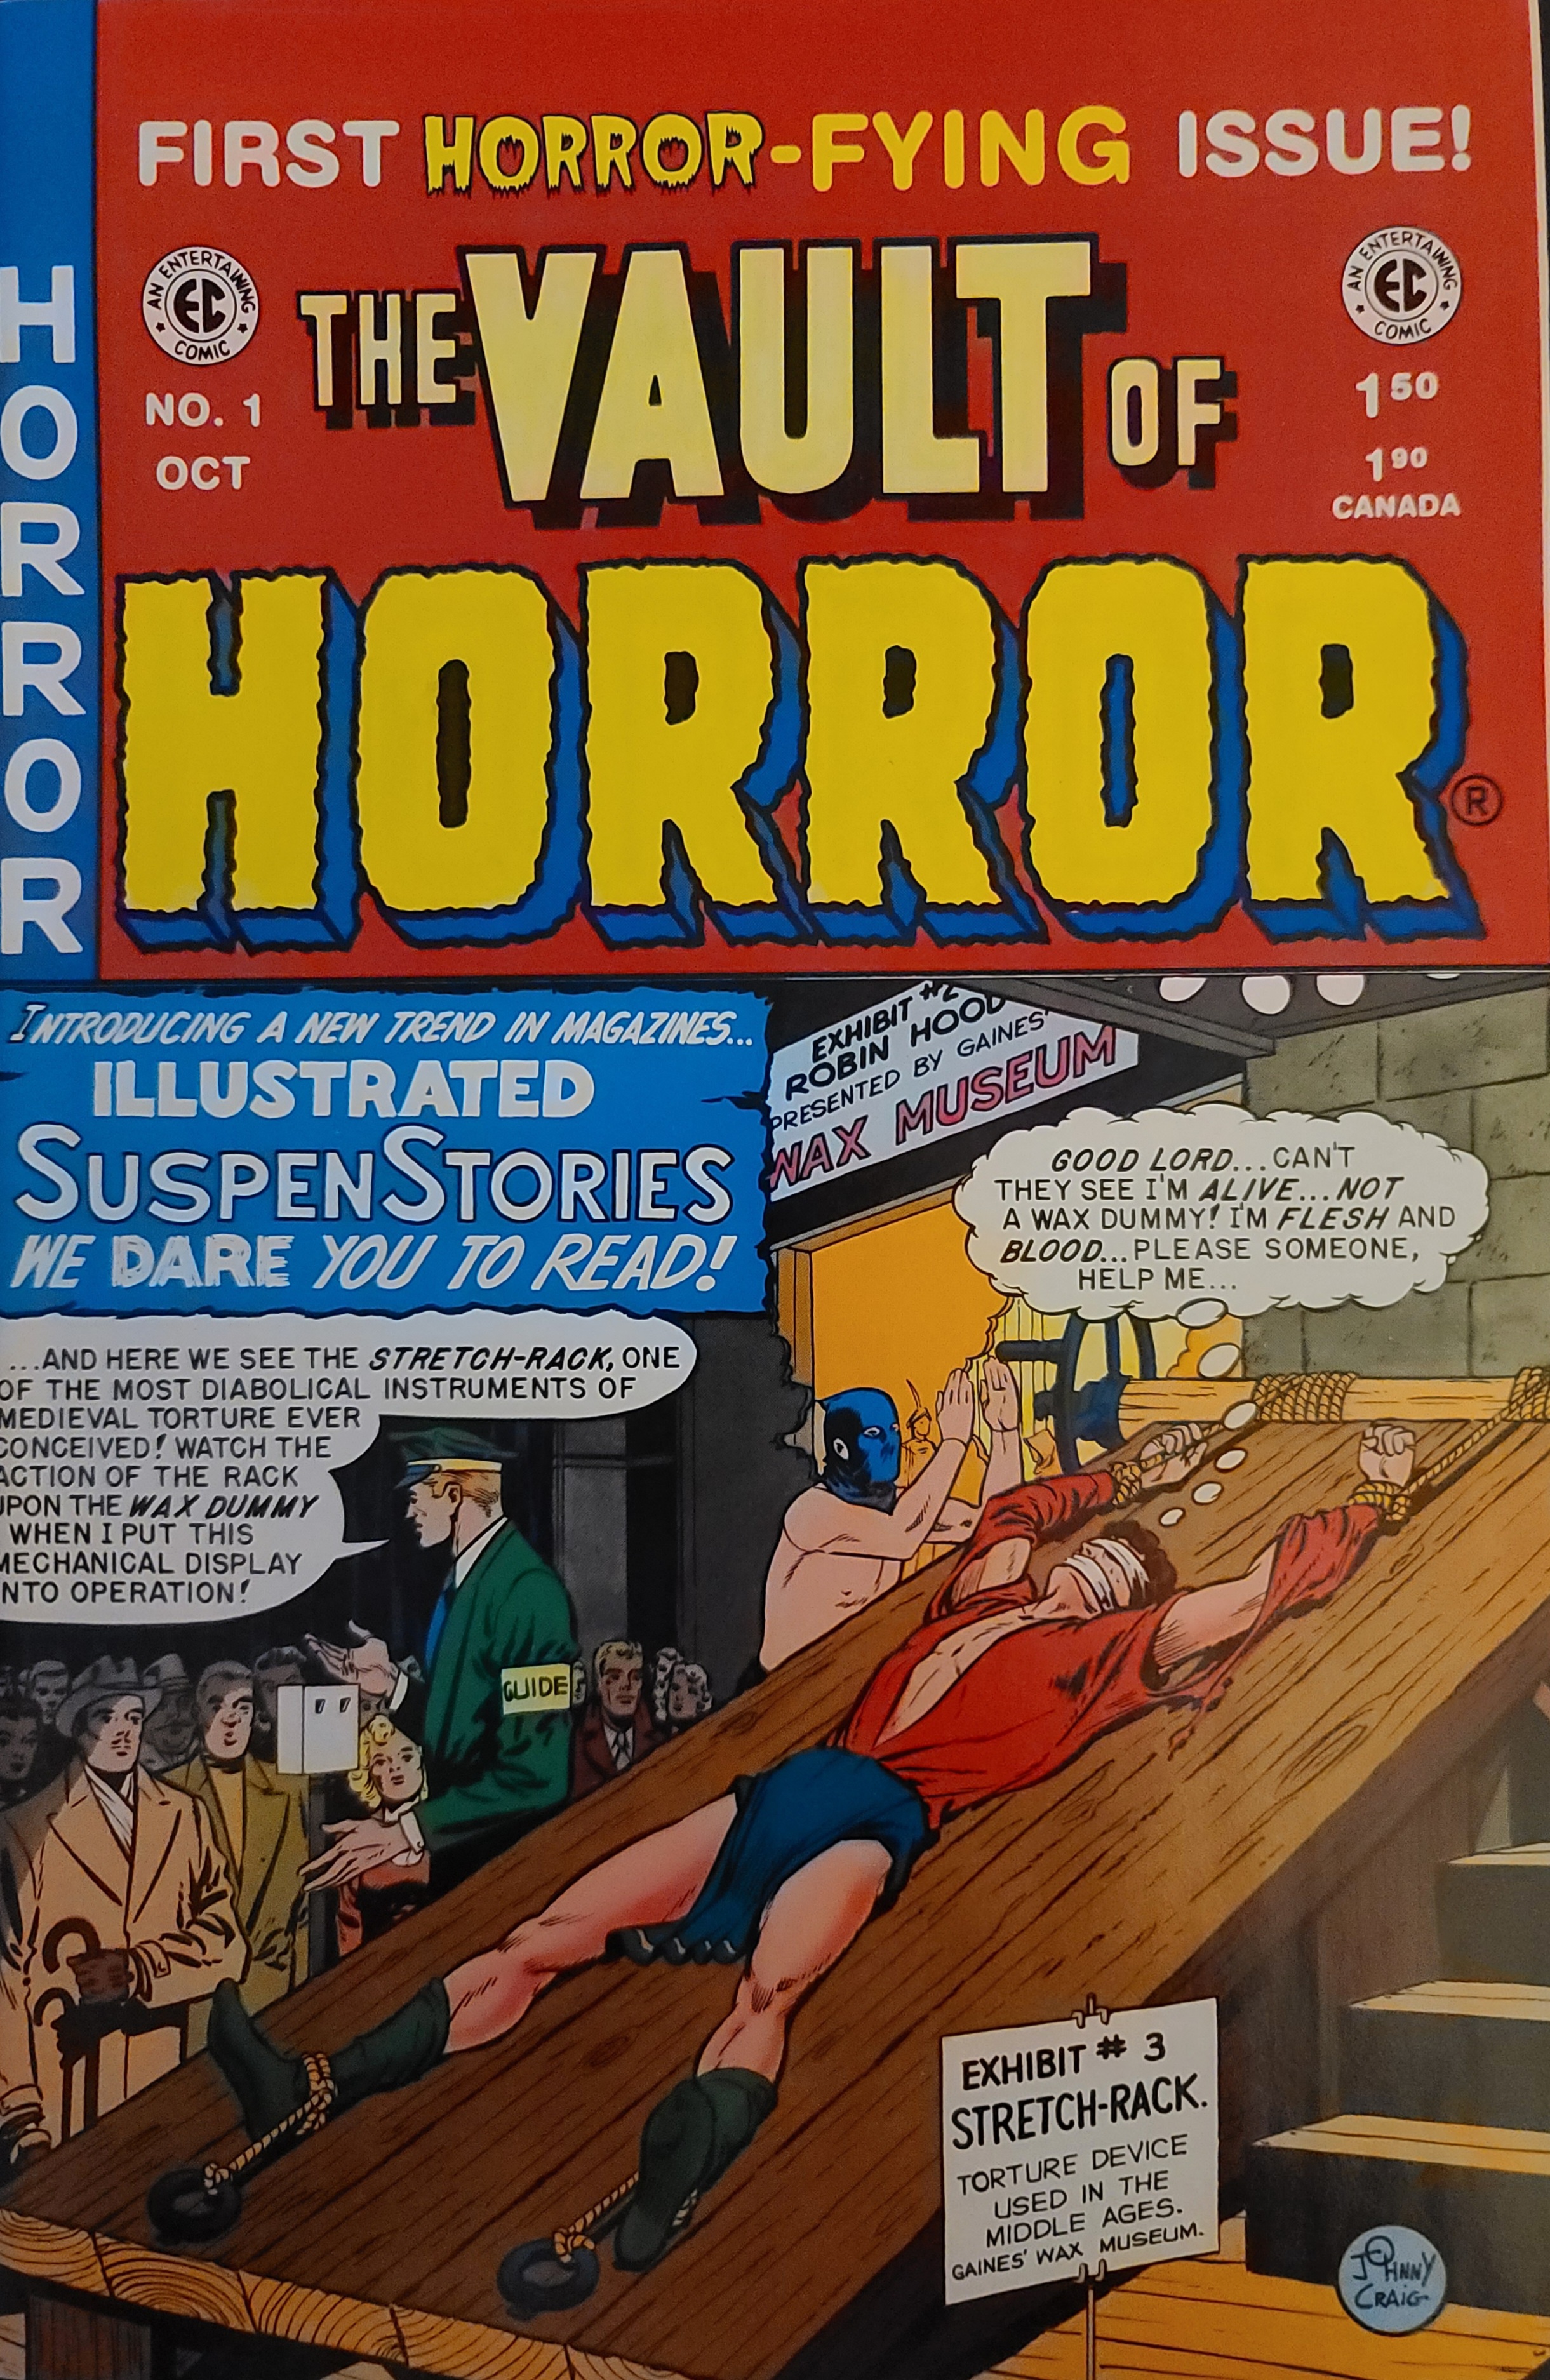 FIRST HORROR-FYING ISSUE!
HORROR
AN ENTERTAINING
EC
COMIC
NO. 1
OCT
THE VAULT OF
HORROR
®
AN ENTERTAINING
EC
COMIC
1 50
1 90
CANADA
INTRODUCING A NEW TREND IN MAGAZINES...
ILLUSTRATED
SUSPENSTORIES
WE DARE YOU TO READ!
EXHIBIT #2
ROBIN HOOD
PRESENTED BY GAINES'
WAX MUSEUM
GOOD LORD...CAN'T
THEY SEE I'M ALIVE...NOT
A WAX DUMMY! I'M FLESH AND
BLOOD...PLEASE SOMEONE,
HELP ME...
...AND HERE WE SEE THE STRETCH-RACK, ONE
OF THE MOST DIABOLICAL INSTRUMENTS OF
MEDIEVAL TORTURE EVER
CONCEIVED! WATCH THE
ACTION OF THE RACK
UPON THE WAX DUMMY
WHEN I PUT THIS
MECHANICAL DISPLAY
INTO OPERATION!
GUIDE
EXHIBIT # 3
STRETCH-RACK.
TORTURE DEVICE
USED IN THE
MIDDLE AGES.
GAINES' WAX MUSEUM.
JOHNNY
CRAIG